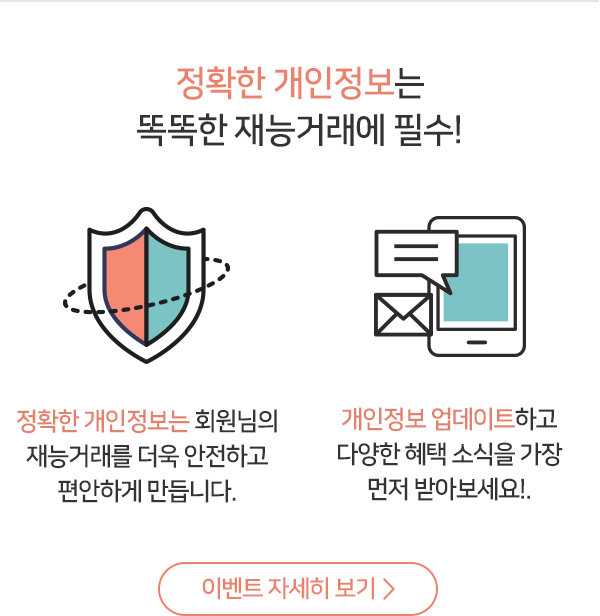 정확한 개인정보는
똑똑한 재능거래에 필수!
정확한 개인정보는 회원님의
재능거래를 더욱 안전하고
편안하게 만듭니다.
개인정보 업데이트하고
다양한 혜택 소식을 가장
먼저 받아보세요!.
이벤트 자세히 보기 >